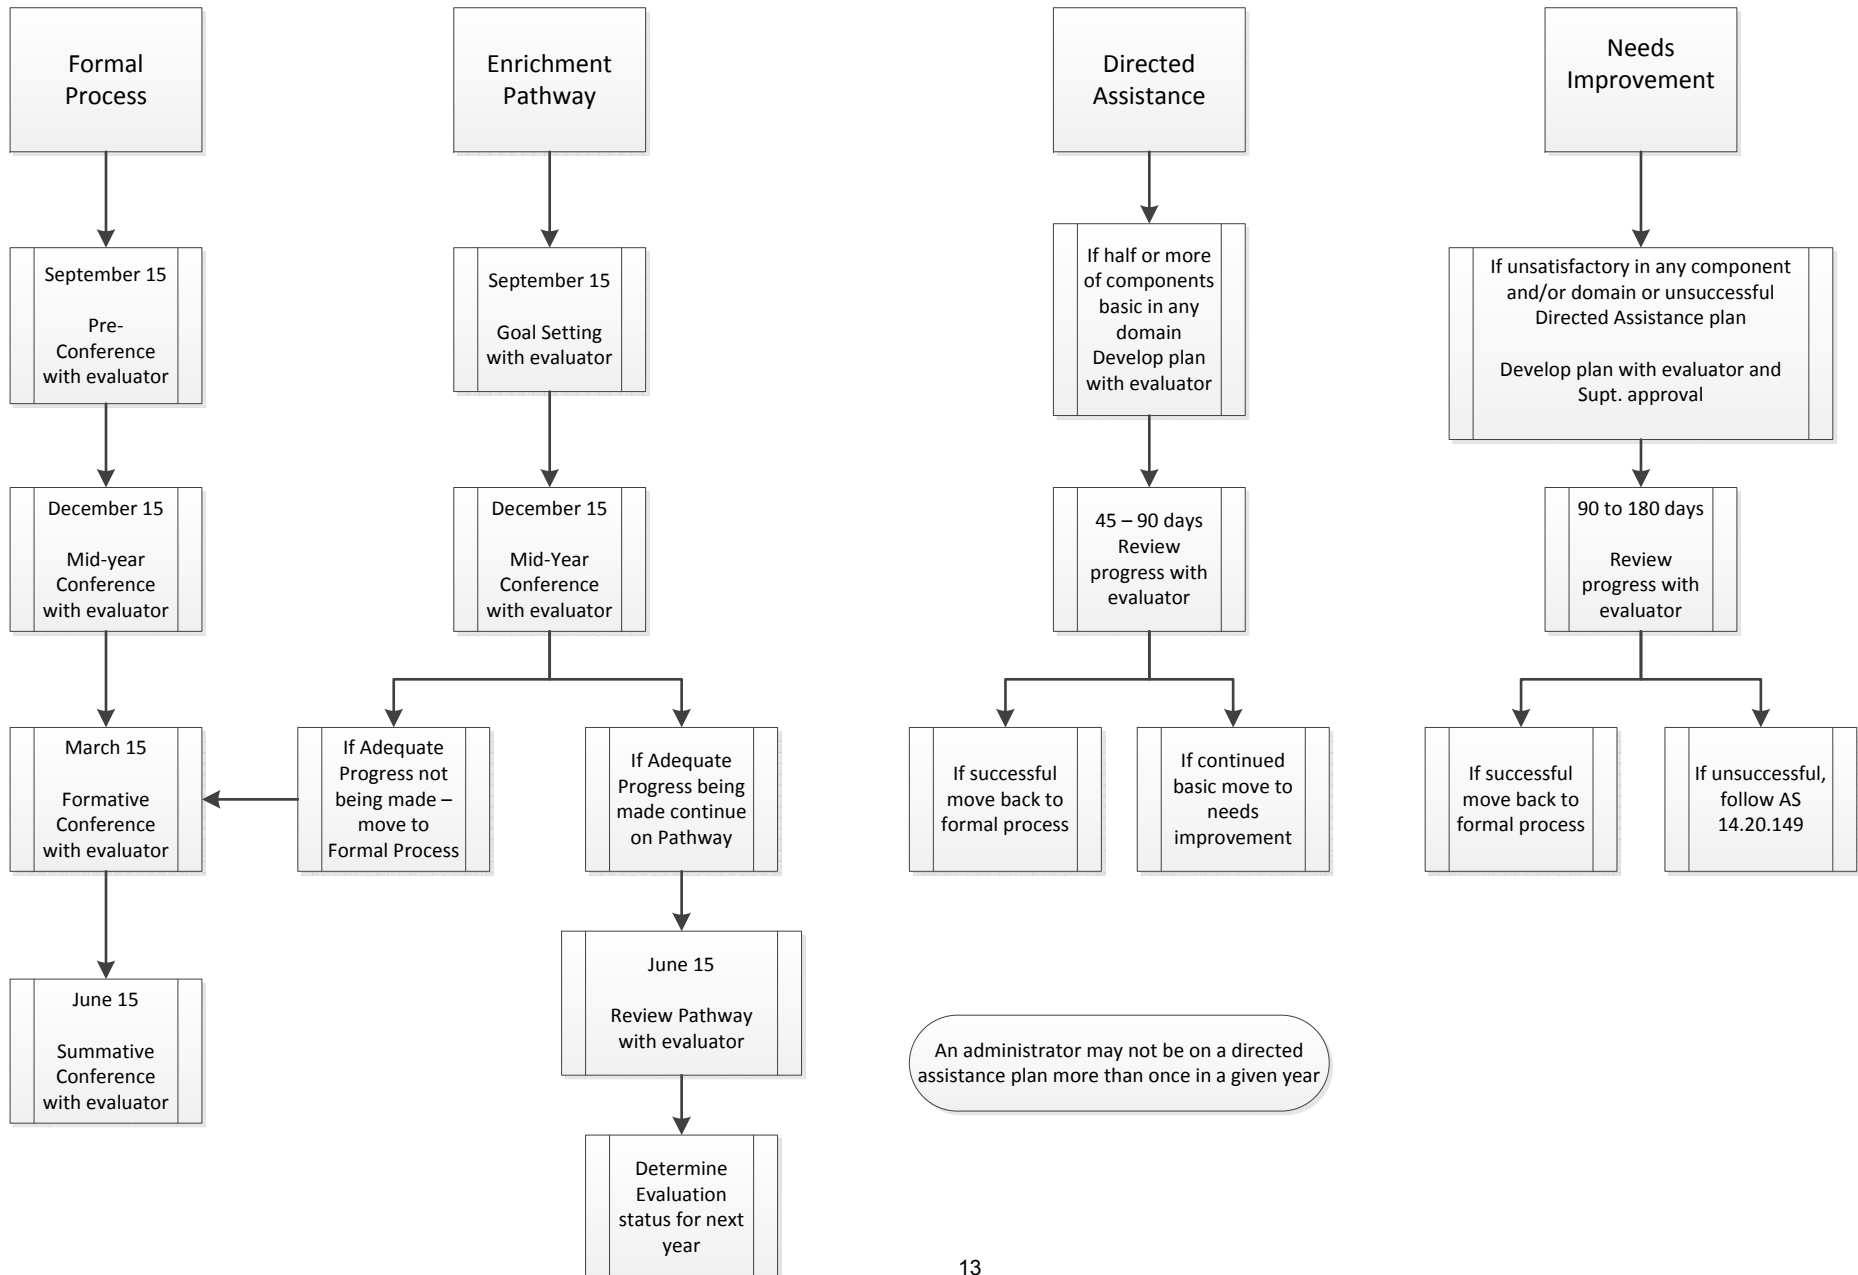 Formal
Process
Enrichment
Pathway
Directed
Assistance
Needs
Improvement
September 15
Pre-
Conference
with evaluator
September 15
Goal Setting
with evaluator
If half or more
of components
basic in any
domain
Develop plan
with evaluator
If unsatisfactory in any component
and/or domain or unsuccessful
Directed Assistance plan
Develop plan with evaluator and
Supt. approval
December 15
Mid-year
Conference
with evaluator
December 15
Mid-Year
Conference
with evaluator
45 – 90 days
Review
progress with
evaluator
90 to 180 days
Review
progress with
evaluator
March 15
Formative
Conference
with evaluator
If Adequate
Progress not
being made –
move to
Formal Process
If Adequate
Progress being
made continue
on Pathway
If successful
move back to
formal process
If continued
basic move to
needs
improvement
If successful
move back to
formal process
If unsuccessful,
follow AS
14.20.149
June 15
Summative
Conference
with evaluator
June 15
Review Pathway
with evaluator
An administrator may not be on a directed
assistance plan more than once in a given year
Determine
Evaluation
status for next
year
13